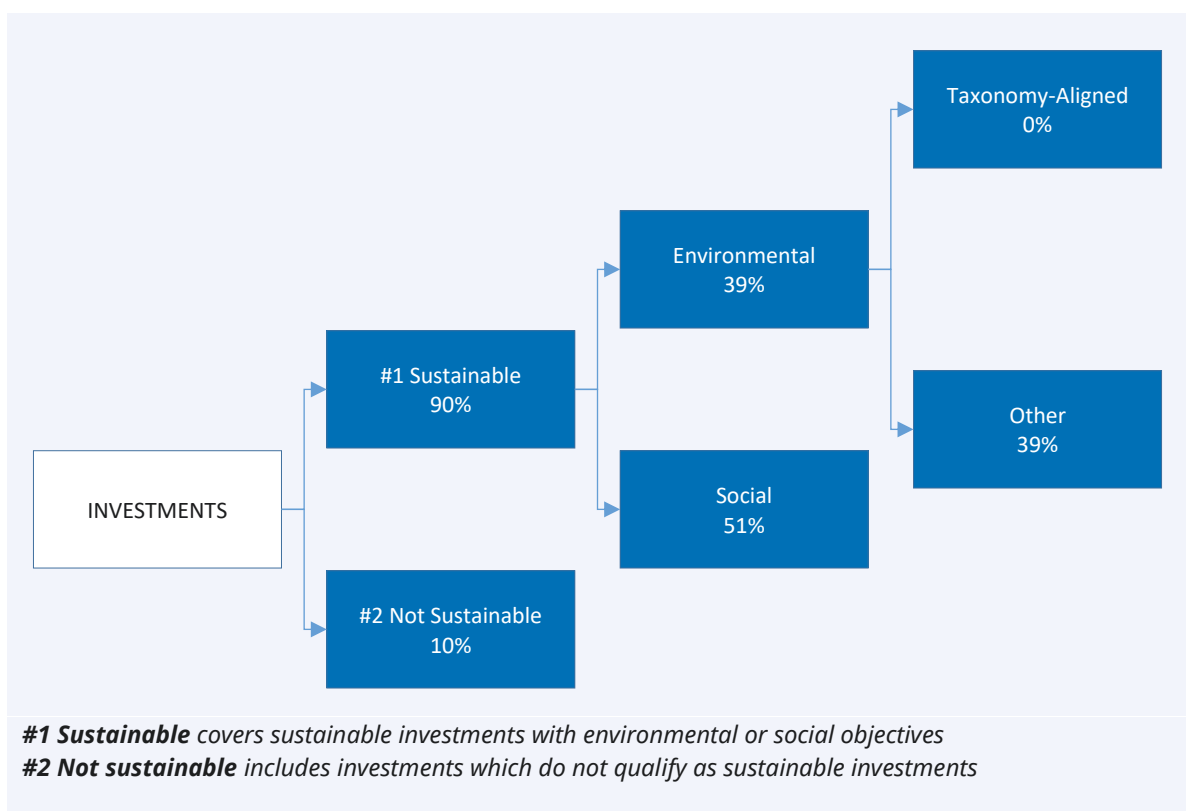 Taxonomy-Aligned
0%
Environmental
39%
#1 Sustainable
90%
Other
39%
INVESTMENTS
Social
51%
#2 Not Sustainable
10%
#1 Sustainable covers sustainable investments with environmental or social objectives
#2 Not sustainable includes investments which do not qualify as sustainable investments